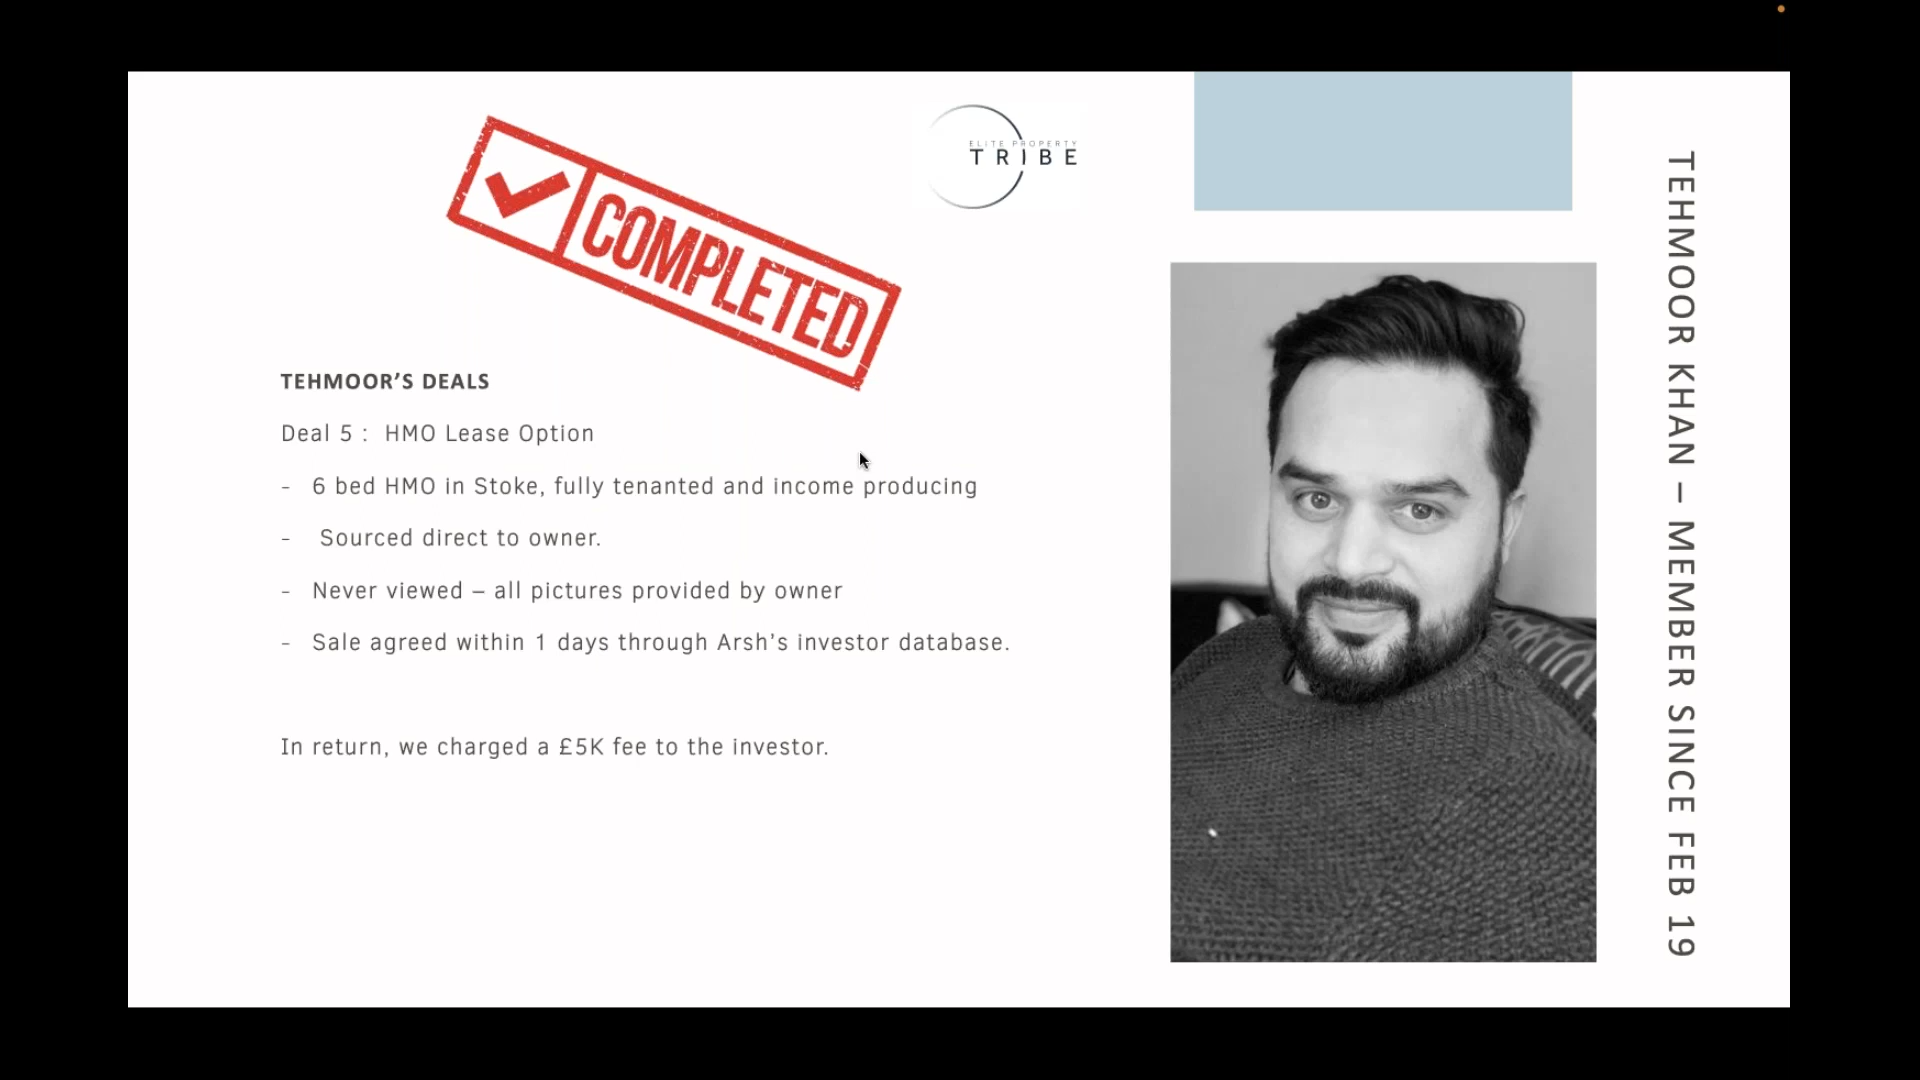 COMPLETED
ELITE PROPERTY
TRIBE
TEHMOOR’S DEALS
Deal 5 : HMO Lease Option
- 6 bed HMO in Stoke, fully tenanted and income producing
- Sourced direct to owner.
- Never viewed – all pictures provided by owner
- Sale agreed within 1 days through Arsh’s investor database.
In return, we charged a £5K fee to the investor.
TEHMOOR KHAN – MEMBER SINCE FEB 19